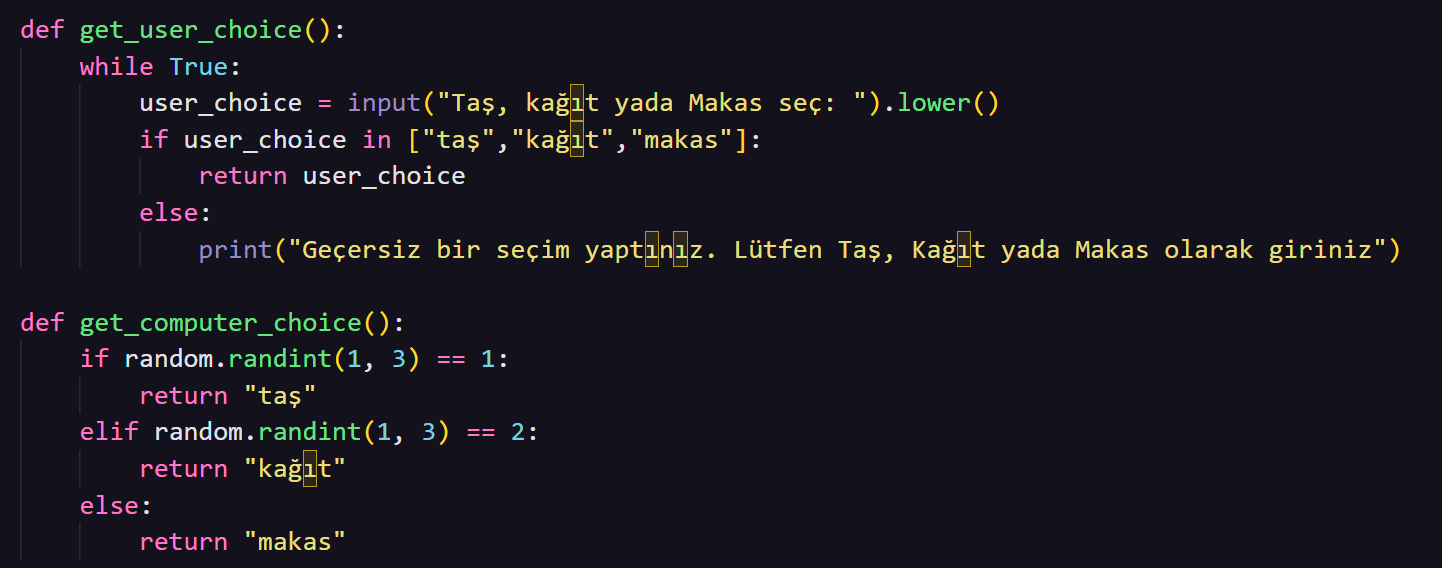 def get_user_choice():
    while True:
        user_choice = input("Taş, kağıt yada Makas seç: ").lower()
        if user_choice in ["taş","kağıt","makas"]:
            return user_choice
        else:
            print("Geçersiz bir seçim yaptınız. Lütfen Taş, Kağıt yada Makas olarak giriniz")

def get_computer_choice():
    if random.randint(1, 3) == 1:
        return "taş"
    elif random.randint(1, 3) == 2:
        return "kağıt"
    else:
        return "makas"